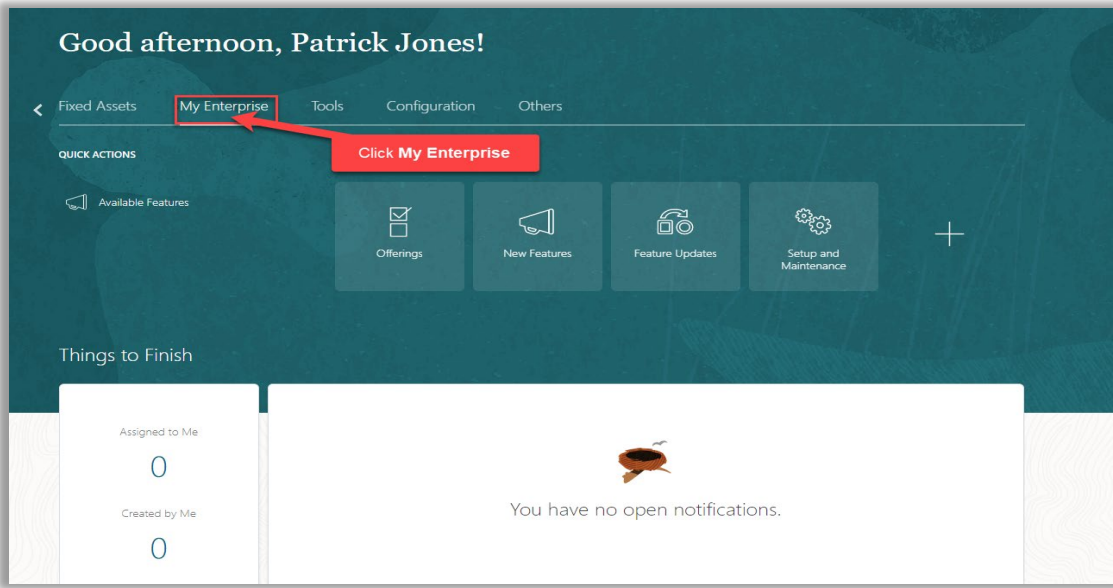 Good afternoon, Patrick Jones!
Fixed Assets My Enterprise Tools Configuration Others
Click My Enterprise
QUICK ACTIONS
Available Features
Offerings
New Features
Feature Updates
Setup and
Maintenance
Things to Finish
Assigned to Me
0
Created by Me
0
You have no open notifications.